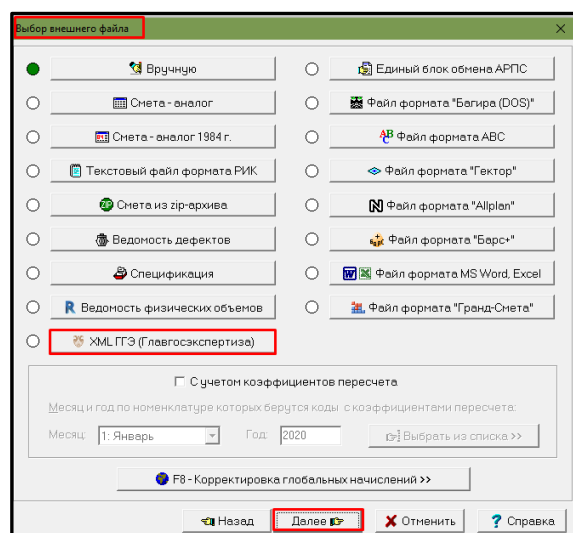 Выбор внешнего файла
Вручную
Единый блок обмена АРПС
Смета - аналог
Файл формата "Багира (DOS)"
Смета - аналог 1984 г.
Файл формата АВС
Текстовый файл формата РИК
Файл формата "Гектор"
Смета из zip-архива
Файл формата "Allplan"
Ведомость дефектов
Файл формата "Барс+"
Спецификация
Файл формата MS Word, Excel
Ведомость физических объемов
Файл формата "Гранд-Смета"
XML ГГЭ (Главгосэкспертиза)
С учетом коэффициентов пересчета
Месяц и год по номенклатуре которых берутся коды с коэффициентами пересчета:
Месяц: 1: Январь Год: 2020 Выбрать из списка >>
F8 - Корректировка глобальных начислений >>
Назад Далее Отменить Справка